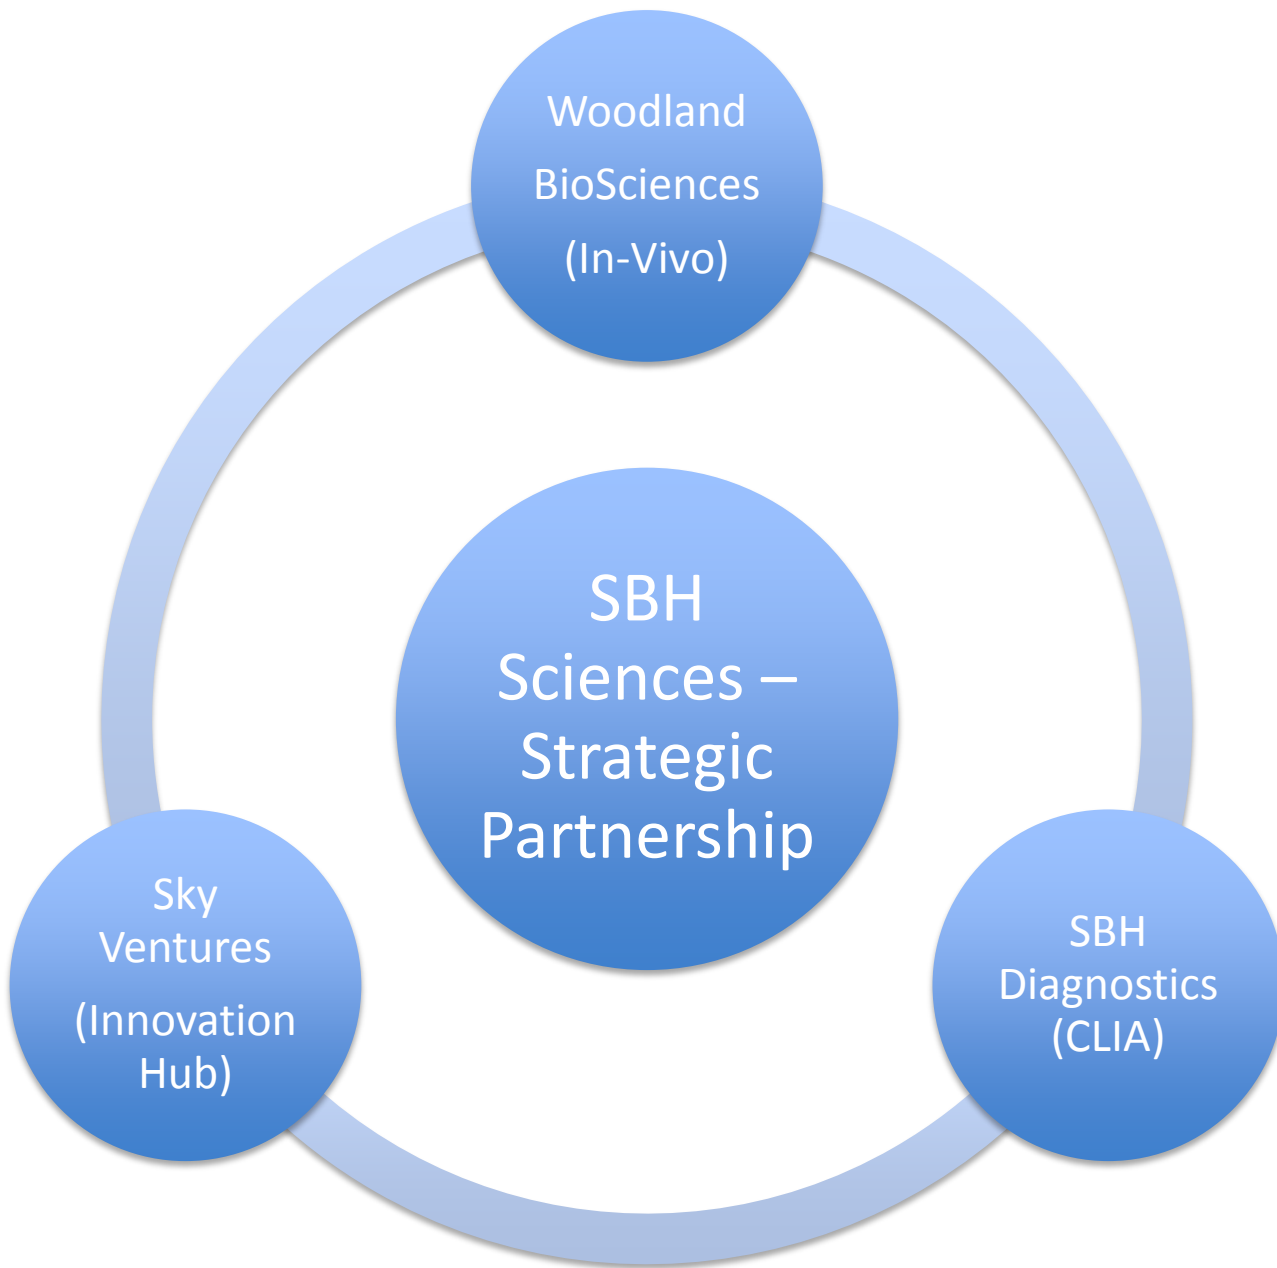 Woodland
BioSciences
(In-Vivo)
SBH
Sciences –
Strategic
Partnership
Sky
Ventures
(Innovation
Hub)
SBH
Diagnostics
(CLIA)